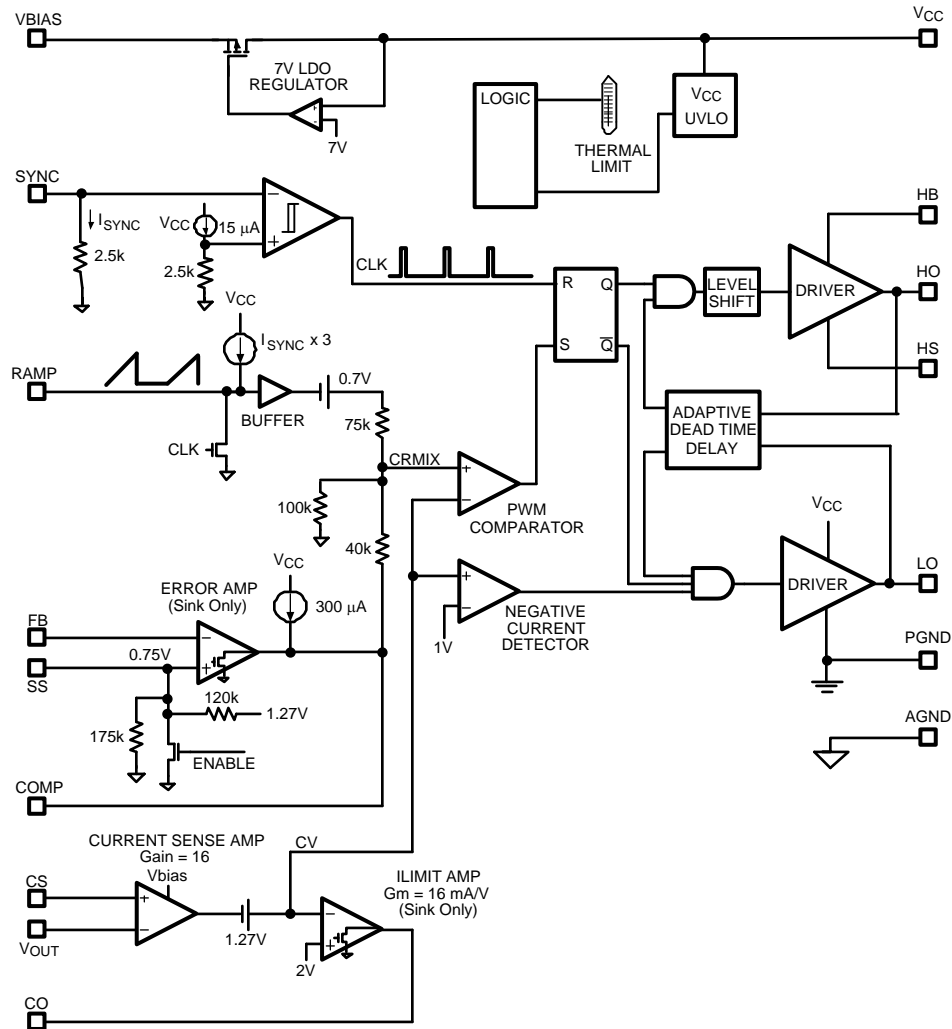 VBIAS
VCC
7V LDO
REGULATOR
+
-
7V
LOGIC
THERMAL
LIMIT
VCC
UVLO
SYNC
ISYNC
2.5k
VCC
15 μA
2.5k
−
+
CLK
R
Q
S
Q
LEVEL
SHIFT
DRIVER
HB
HO
HS
VCC
ISYNC x 3
RAMP
BUFFER
0.7V
CLK
75k
CRMIX
100k
40k
+
−
PWM
COMPARATOR
ADAPTIVE
DEAD TIME
DELAY
VCC
DRIVER
LO
PGND
AGND
ERROR AMP
(Sink Only)
VCC
300 μA
+
−
1V
NEGATIVE
CURRENT
DETECTOR
FB
SS
0.75V
−
+
120k
1.27V
175k
ENABLE
COMP
CURRENT SENSE AMP
Gain = 16
Vbias
CS
VOUT
+
−
1.27V
CV
ILIMIT AMP
Gm = 16 mA/V
(Sink Only)
−
+
2V
CO